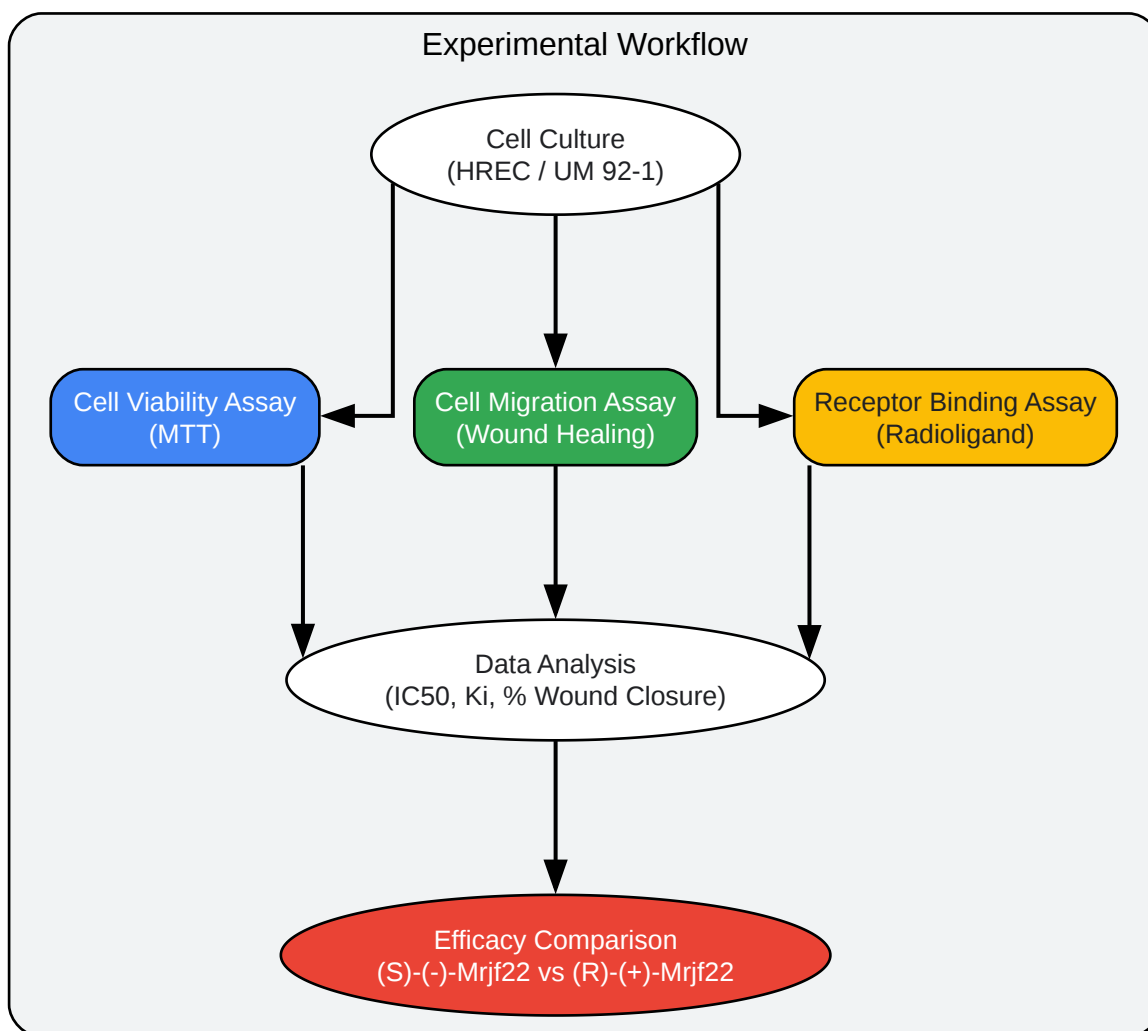 Experimental Workflow
Cell Culture
(HREC / UM 92-1)
Cell Viability Assay
(MTT)
Cell Migration Assay
(Wound Healing)
Receptor Binding Assay
(Radioligand)
Data Analysis
(IC50, Ki, % Wound Closure)
Efficacy Comparison
(S)-(-)-Mrjf22 vs (R)-(+)-Mrjf22